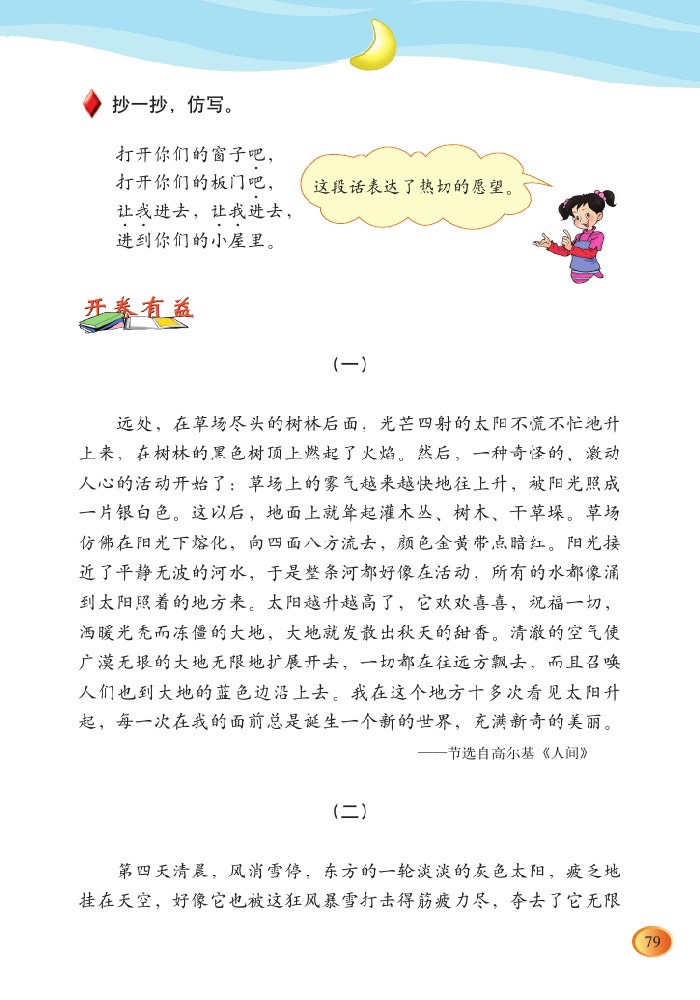 抄一抄，仿写。
打开你们的窗子吧，
打开你们的板门吧，
让我进去，让我进去，
进到你们的小屋里。
这段话表达了热切的愿望。
开卷有益
（一）
远处，在草场尽头的树林后面，光芒四射的太阳不慌不忙地升
上来，在树林的黑色树顶上燃起了火焰。然后，一种奇怪的、激动
人心的活动开始了：草场上的雾气越来越快地往上升，被阳光照成
一片银白色。这以后，地面上就耸起灌木丛、树木、干草垛。草场
仿佛在阳光下熔化，向四面八方流去，颜色金黄带点暗红。阳光接
近了平静无波的河水，于是整条河都好像在活动，所有的水都像涌
到太阳照着的地方来。太阳越升越高了，它欢欢喜喜，祝福一切，
洒暖光秃而冻僵的大地，大地就发散出秋天的甜香。清澈的空气使
广漠无垠的大地无限地扩展开去，一切都在往远方飘去，而且召唤
人们也到大地的蓝色边沿上去。我在这个地方十多次看见太阳升
起，每一次在我的面前总是诞生一个新的世界，充满新奇的美丽。
——节选自高尔基《人间》
（二）
第四天清晨，风消雪停，东方的一轮淡淡的灰色太阳，疲乏地
挂在天空，好像它也被这狂风暴雪打击得筋疲力尽，夺去了它无限
79